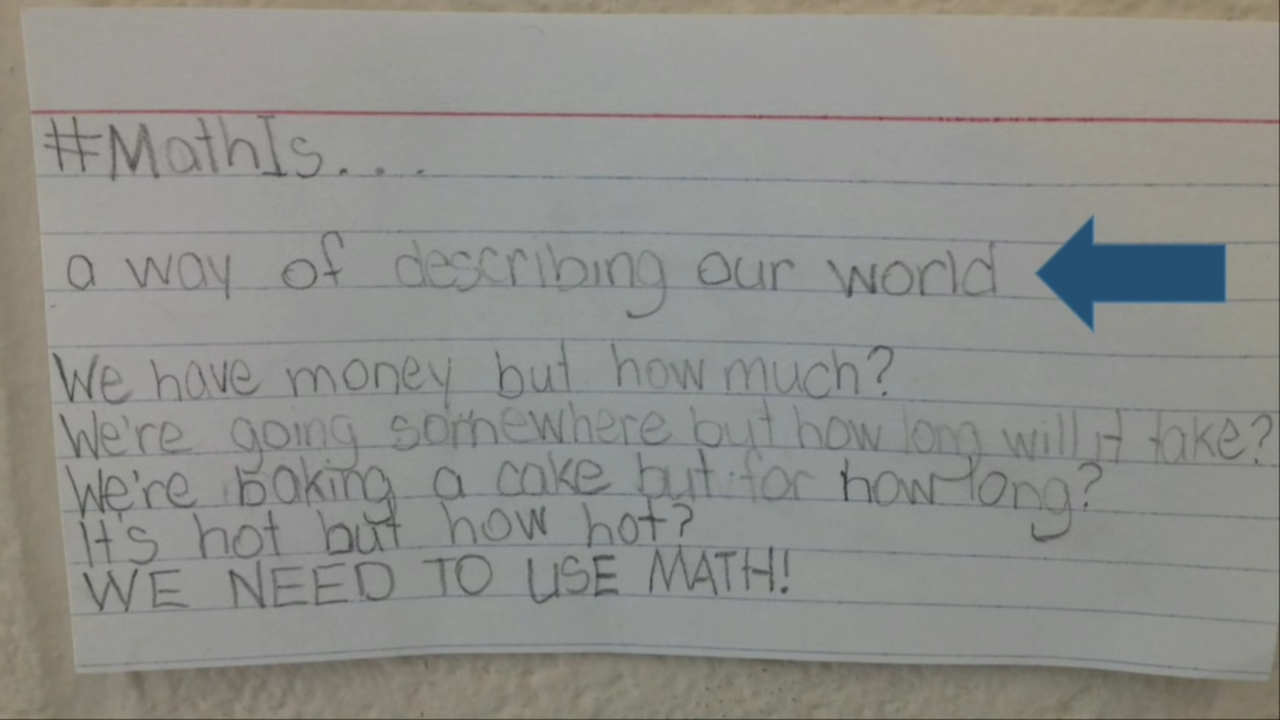 #MathIs...
a way of describing our world
We have money but how much?
We're going somewhere but how long will it take?
We're baking a cake but for how long?
It's hot but how hot?
WE NEED TO USE MATH!